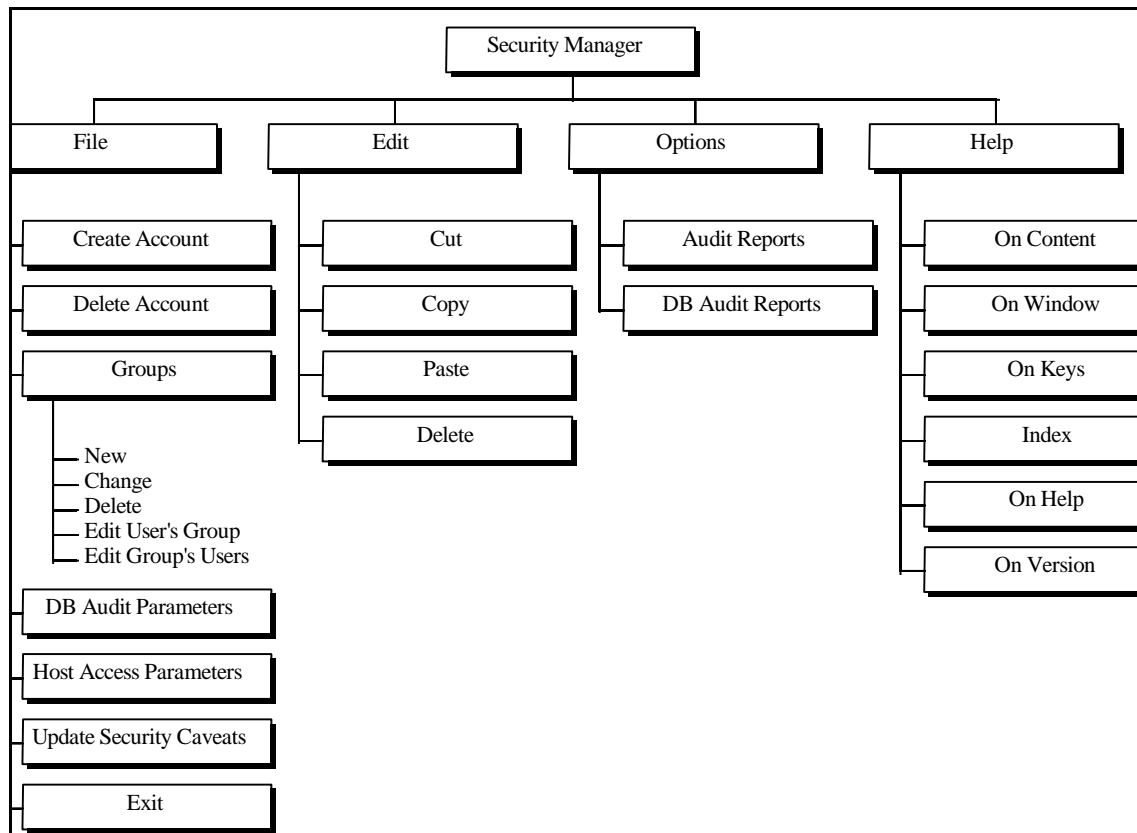 Security Manager
File
Edit
Options
Help
Create Account
Delete Account
Groups
New
Change
Delete
Edit User's Group
Edit Group's Users
DB Audit Parameters
Host Access Parameters
Update Security Caveats
Exit
Cut
Copy
Paste
Delete
Audit Reports
DB Audit Reports
On Content
On Window
On Keys
Index
On Help
On Version